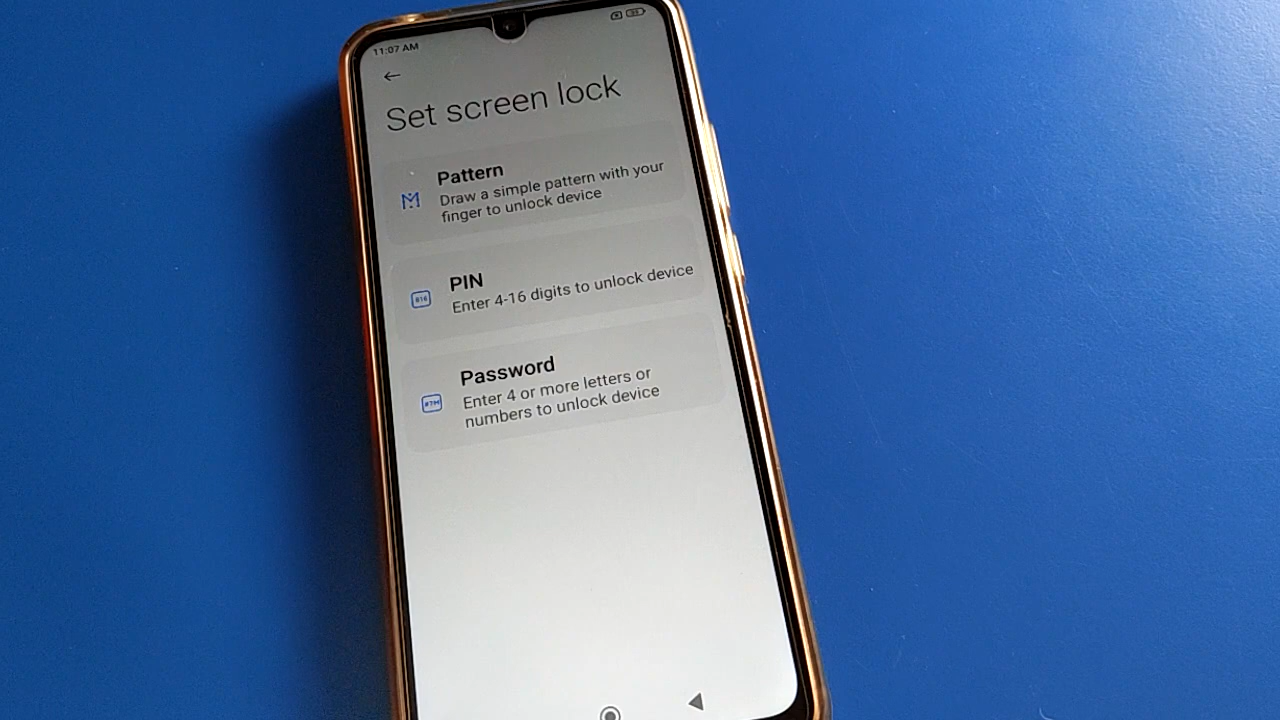 11:07 AM
Set screen lock
Pattern
Draw a simple pattern with your
finger to unlock device
PIN
Enter 4-16 digits to unlock device
Password
Enter 4 or more letters or
numbers to unlock device